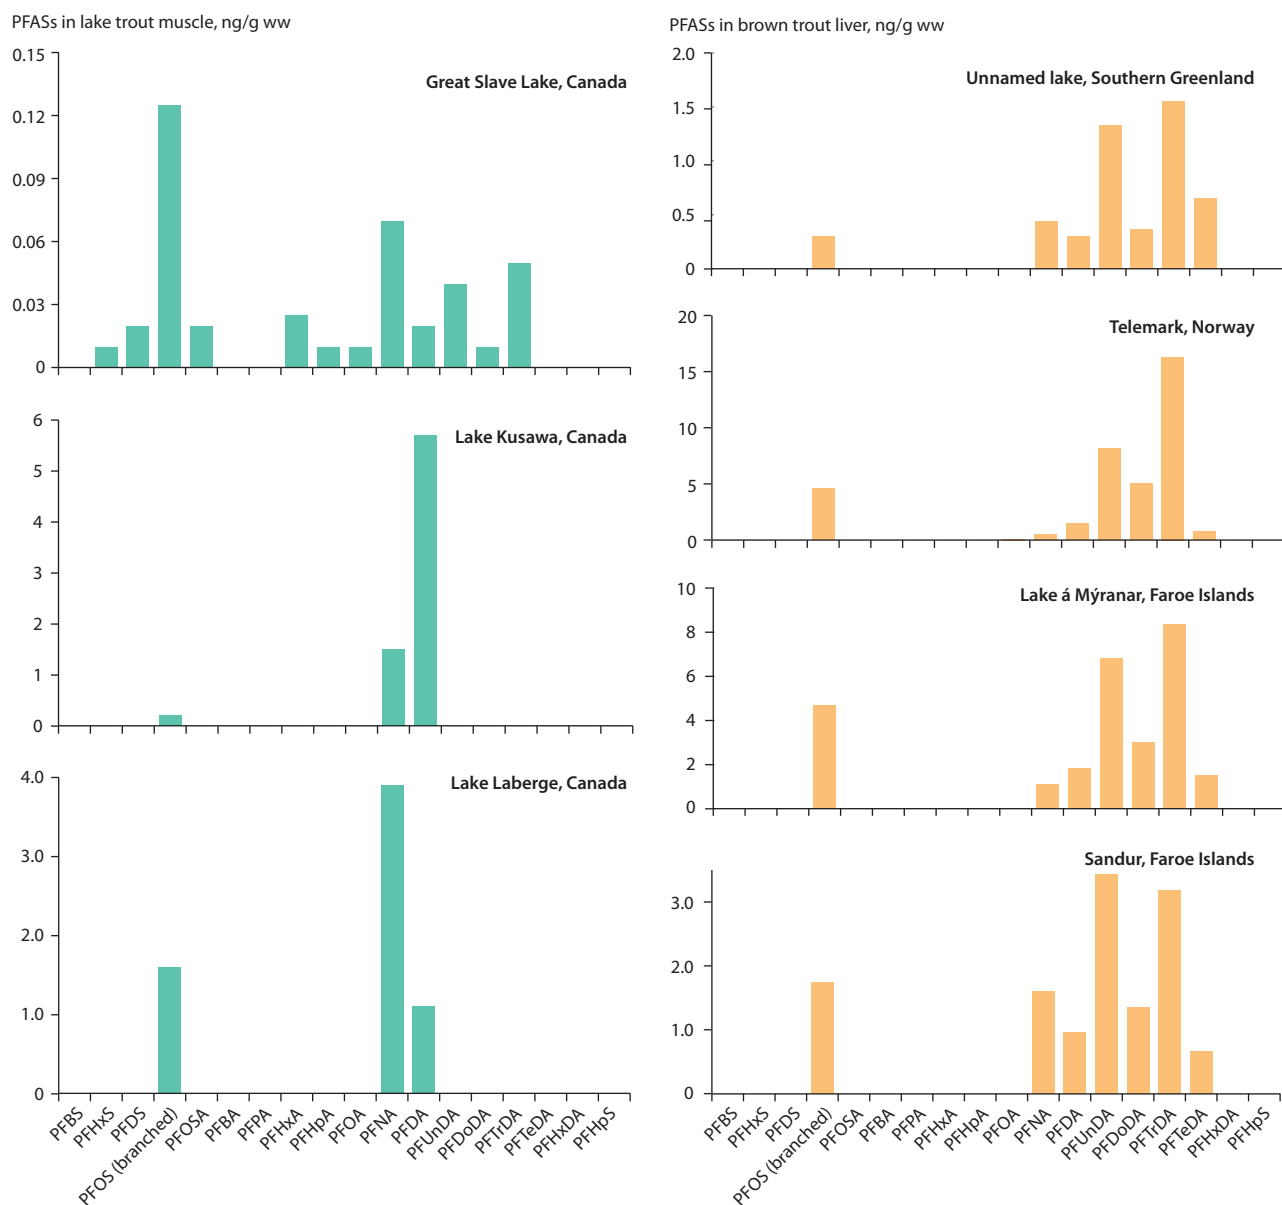 PFASs in lake trout muscle, ng/g ww
0.15
Great Slave Lake, Canada
0.12
0.09
0.06
0.03
0
6
Lake Kusawa, Canada
5
4
3
2
1
0
4.0
Lake Laberge, Canada
3.0
2.0
1.0
0
PFBS
PFHxS
PFDS
PFOS (branched)
PFOSA
PFBA
PFPA
PFHxA
PFHpA
PFOA
PFNA
PFDA
PFUnDA
PFDoDA
PFTrDA
PFTeDA
PFHxDA
PFHpS
PFASs in brown trout liver, ng/g ww
2.0
Unnamed lake, Southern Greenland
1.5
1.0
0.5
0
20
Telemark, Norway
15
10
5
0
10
Lake á Mýranar, Faroe Islands
8
6
4
2
0
Sandur, Faroe Islands
3.0
2.0
1.0
0
PFBS
PFHxS
PFDS
PFOS (branched)
PFOSA
PFBA
PFPA
PFHxA
PFHpA
PFOA
PFNA
PFDA
PFUnDA
PFDoDA
PFTrDA
PFTeDA
PFHxDA
PFHpS